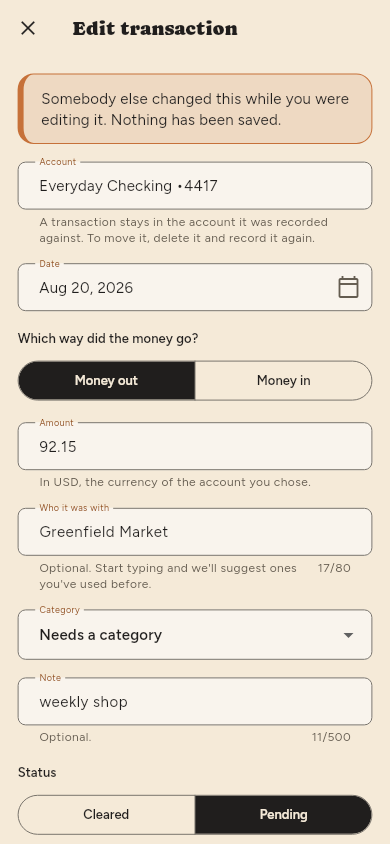 Edit transaction
Somebody else changed this while you were
editing it. Nothing has been saved.
Account
Everyday Checking •4417
A transaction stays in the account it was recorded
against. To move it, delete it and record it again.
Date
Aug 20, 2026
Which way did the money go?
Money out
Money in
Amount
92.15
In USD, the currency of the account you chose.
Who it was with
Greenfield Market
Optional. Start typing and we'll suggest ones
you've used before.
17/80
Category
Needs a category
Note
weekly shop
Optional.
11/500
Status
Cleared
Pending